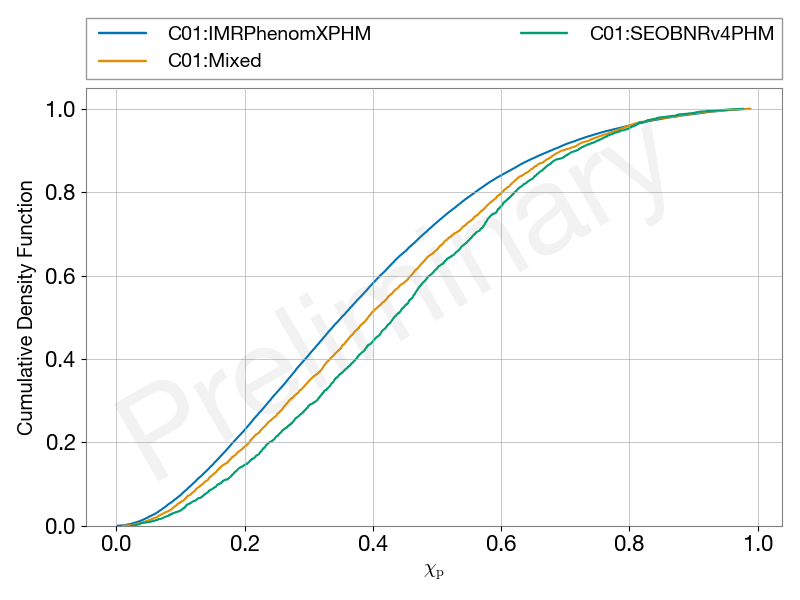 C01:IMRPhenomXPHM
C01:Mixed
C01:SEOBNRv4PHM
Cumulative Density Function
1.0
0.8
0.6
0.4
0.2
0.0
Preliminary
0.0 0.2 0.4 0.6 0.8 1.0
χp